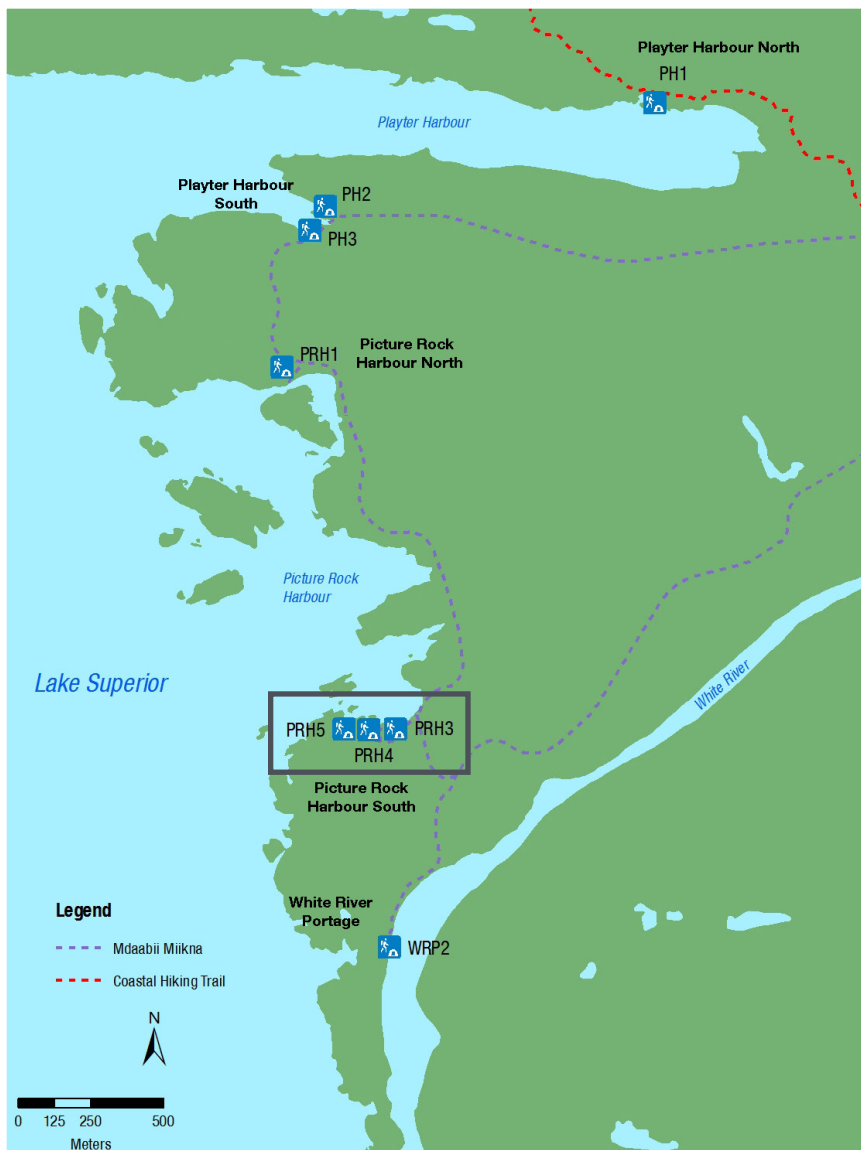 Playter Harbour North
PH1
Playter Harbour
Playter Harbour
South
PH2
PH3
PRH1
Picture Rock
Harbour North
Picture Rock
Harbour
Lake Superior
White River
PRH5
PRH3
PRH4
Picture Rock
Harbour South
White River
Portage
WRP2
Legend
Mdaabii Miikna
Coastal Hiking Trail
N
0 125 250 500
Meters